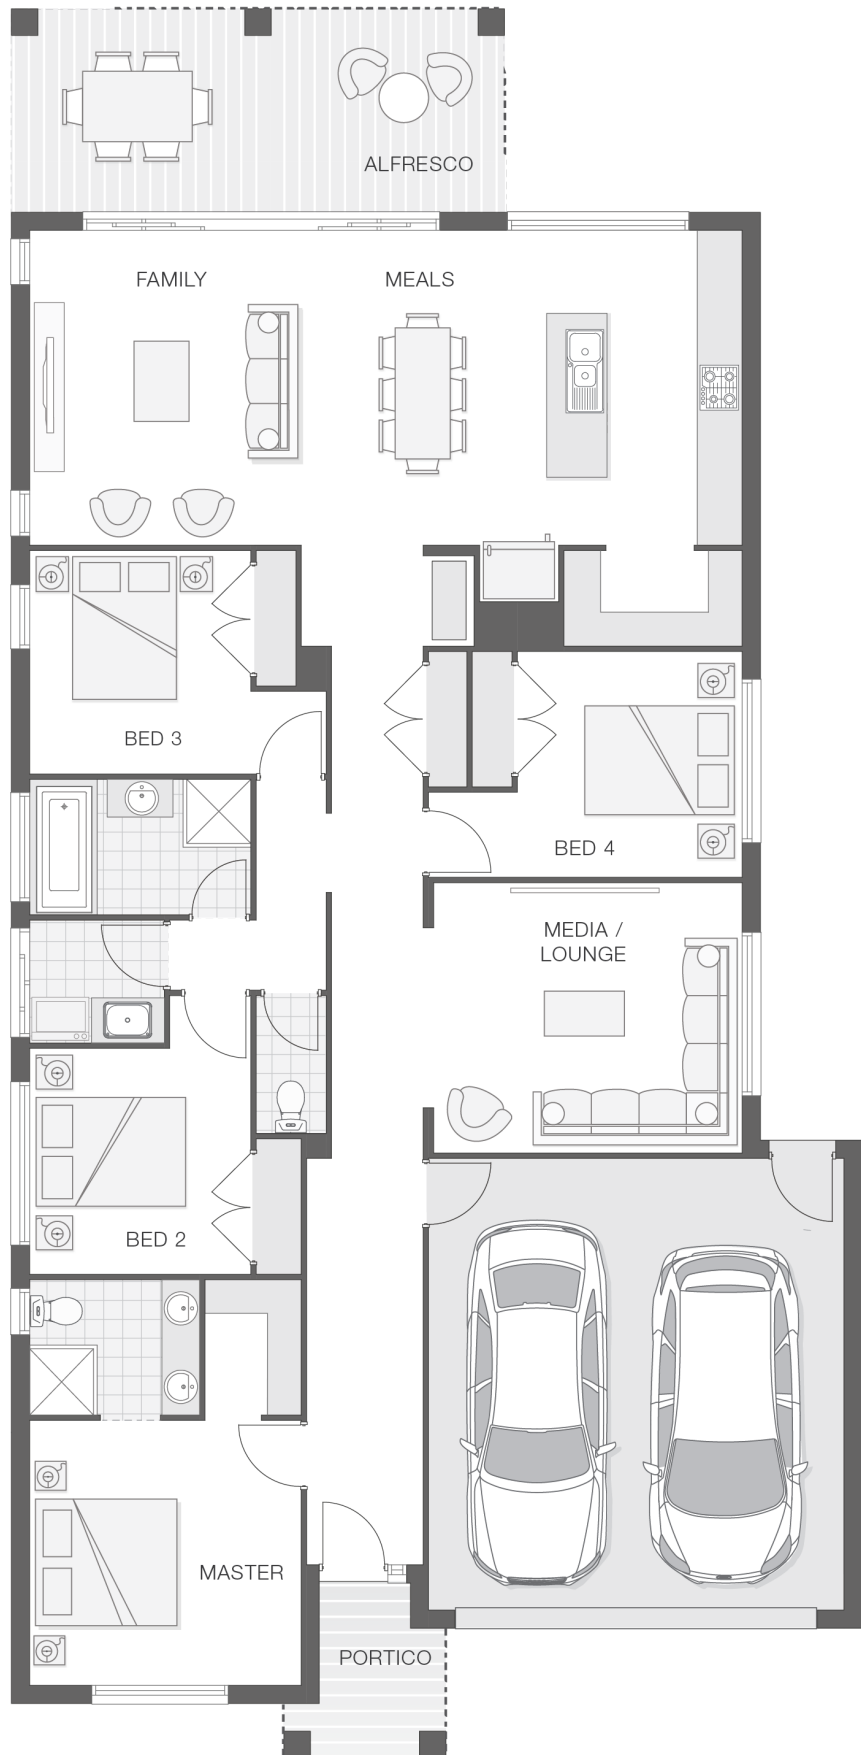 ALFRESCO
FAMILY
MEALS
BED 3
BED 4
MEDIA /
LOUNGE
BED 2
MASTER
PORTICO